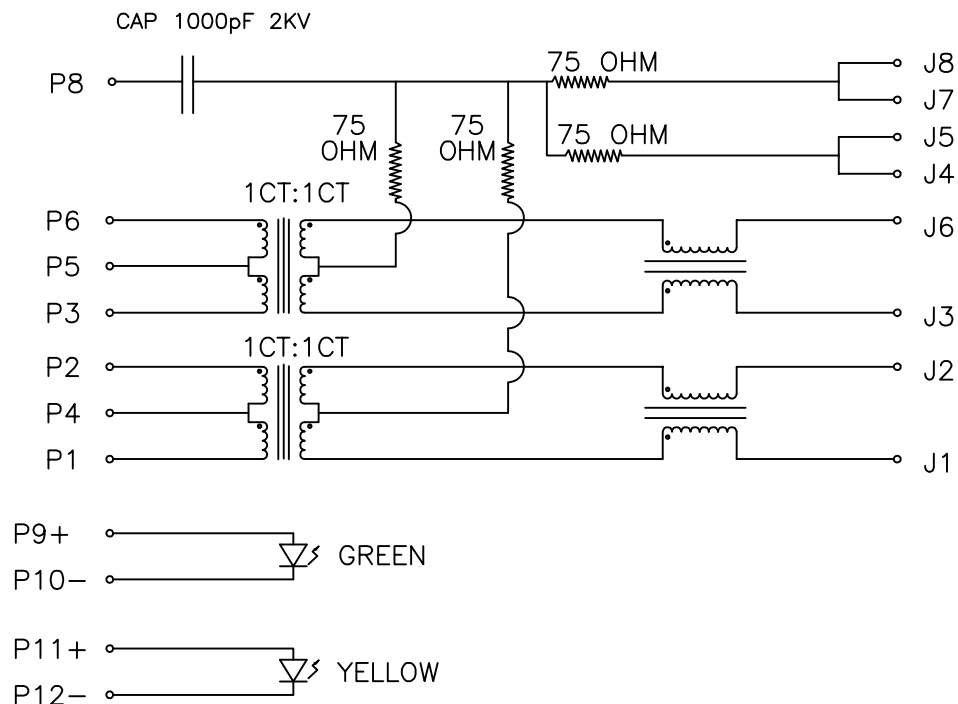 CAP 1000pF 2KV
P8
75 OHM
J8
J7
75
OHM
75
OHM
75 OHM
J5
J4
1CT:1CT
P6
J6
P5
P3
J3
1CT:1CT
P2
J2
P4
P1
J1
P9+
GREEN
P10-
P11+
YELLOW
P12-